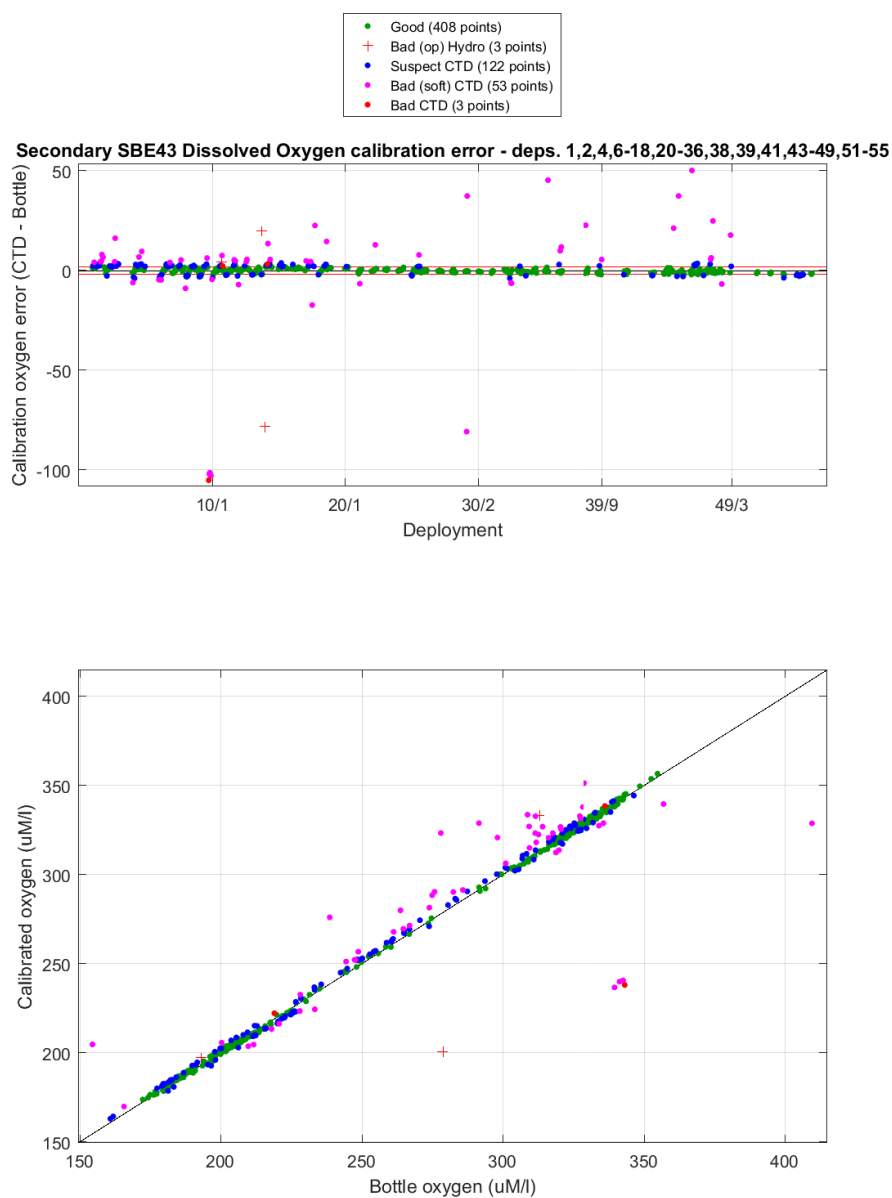 Good (408 points)
Bad (op) Hydro (3 points)
Suspect CTD (122 points)
Bad (soft) CTD (53 points)
Bad CTD (3 points)
Secondary SBE43 Dissolved Oxygen calibration error - deps. 1,2,4,6-18,20-36,38,39,41,43-49,51-55
Calibration oxygen error (CTD - Bottle)
50
0
-50
-100
10/1 20/1 30/2 39/9 49/3
Deployment
Calibrated oxygen (uM/l)
400
350
300
250
200
150
150 200 250 300 350 400
Bottle oxygen (uM/l)